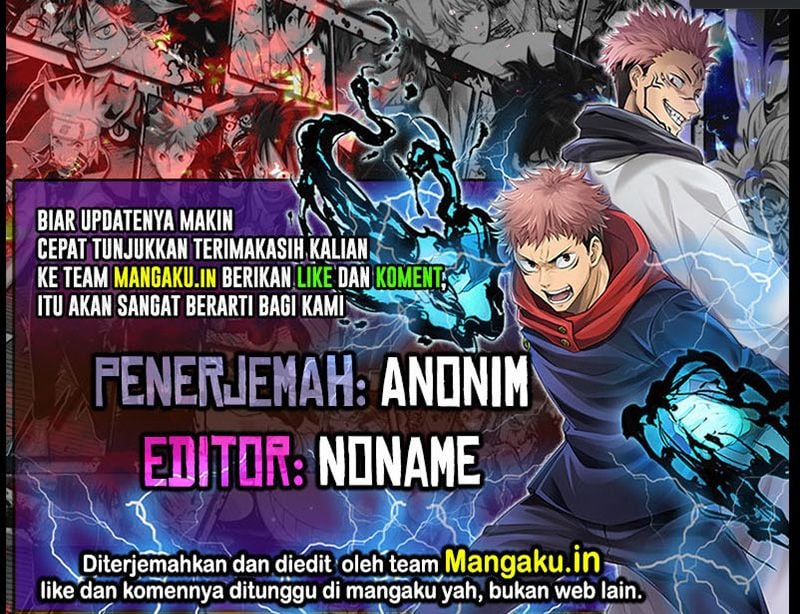 BIAR UPDATENYA MAKIN
CEPAT TUNJUKKAN TERIMAKASIH KALIAN
KE TEAM MANGAKU.IN BERIKAN LIKE DAN KOMENT,
ITU AKAN SANGAT BERARTI BAGI KAMI
PENERJEMAH: ANONIM
EDITOR: NONAME
Diterjemahkan dan diedit oleh team Mangaku.in
like dan komennya ditunggu di mangaku yah, bukan web lain.